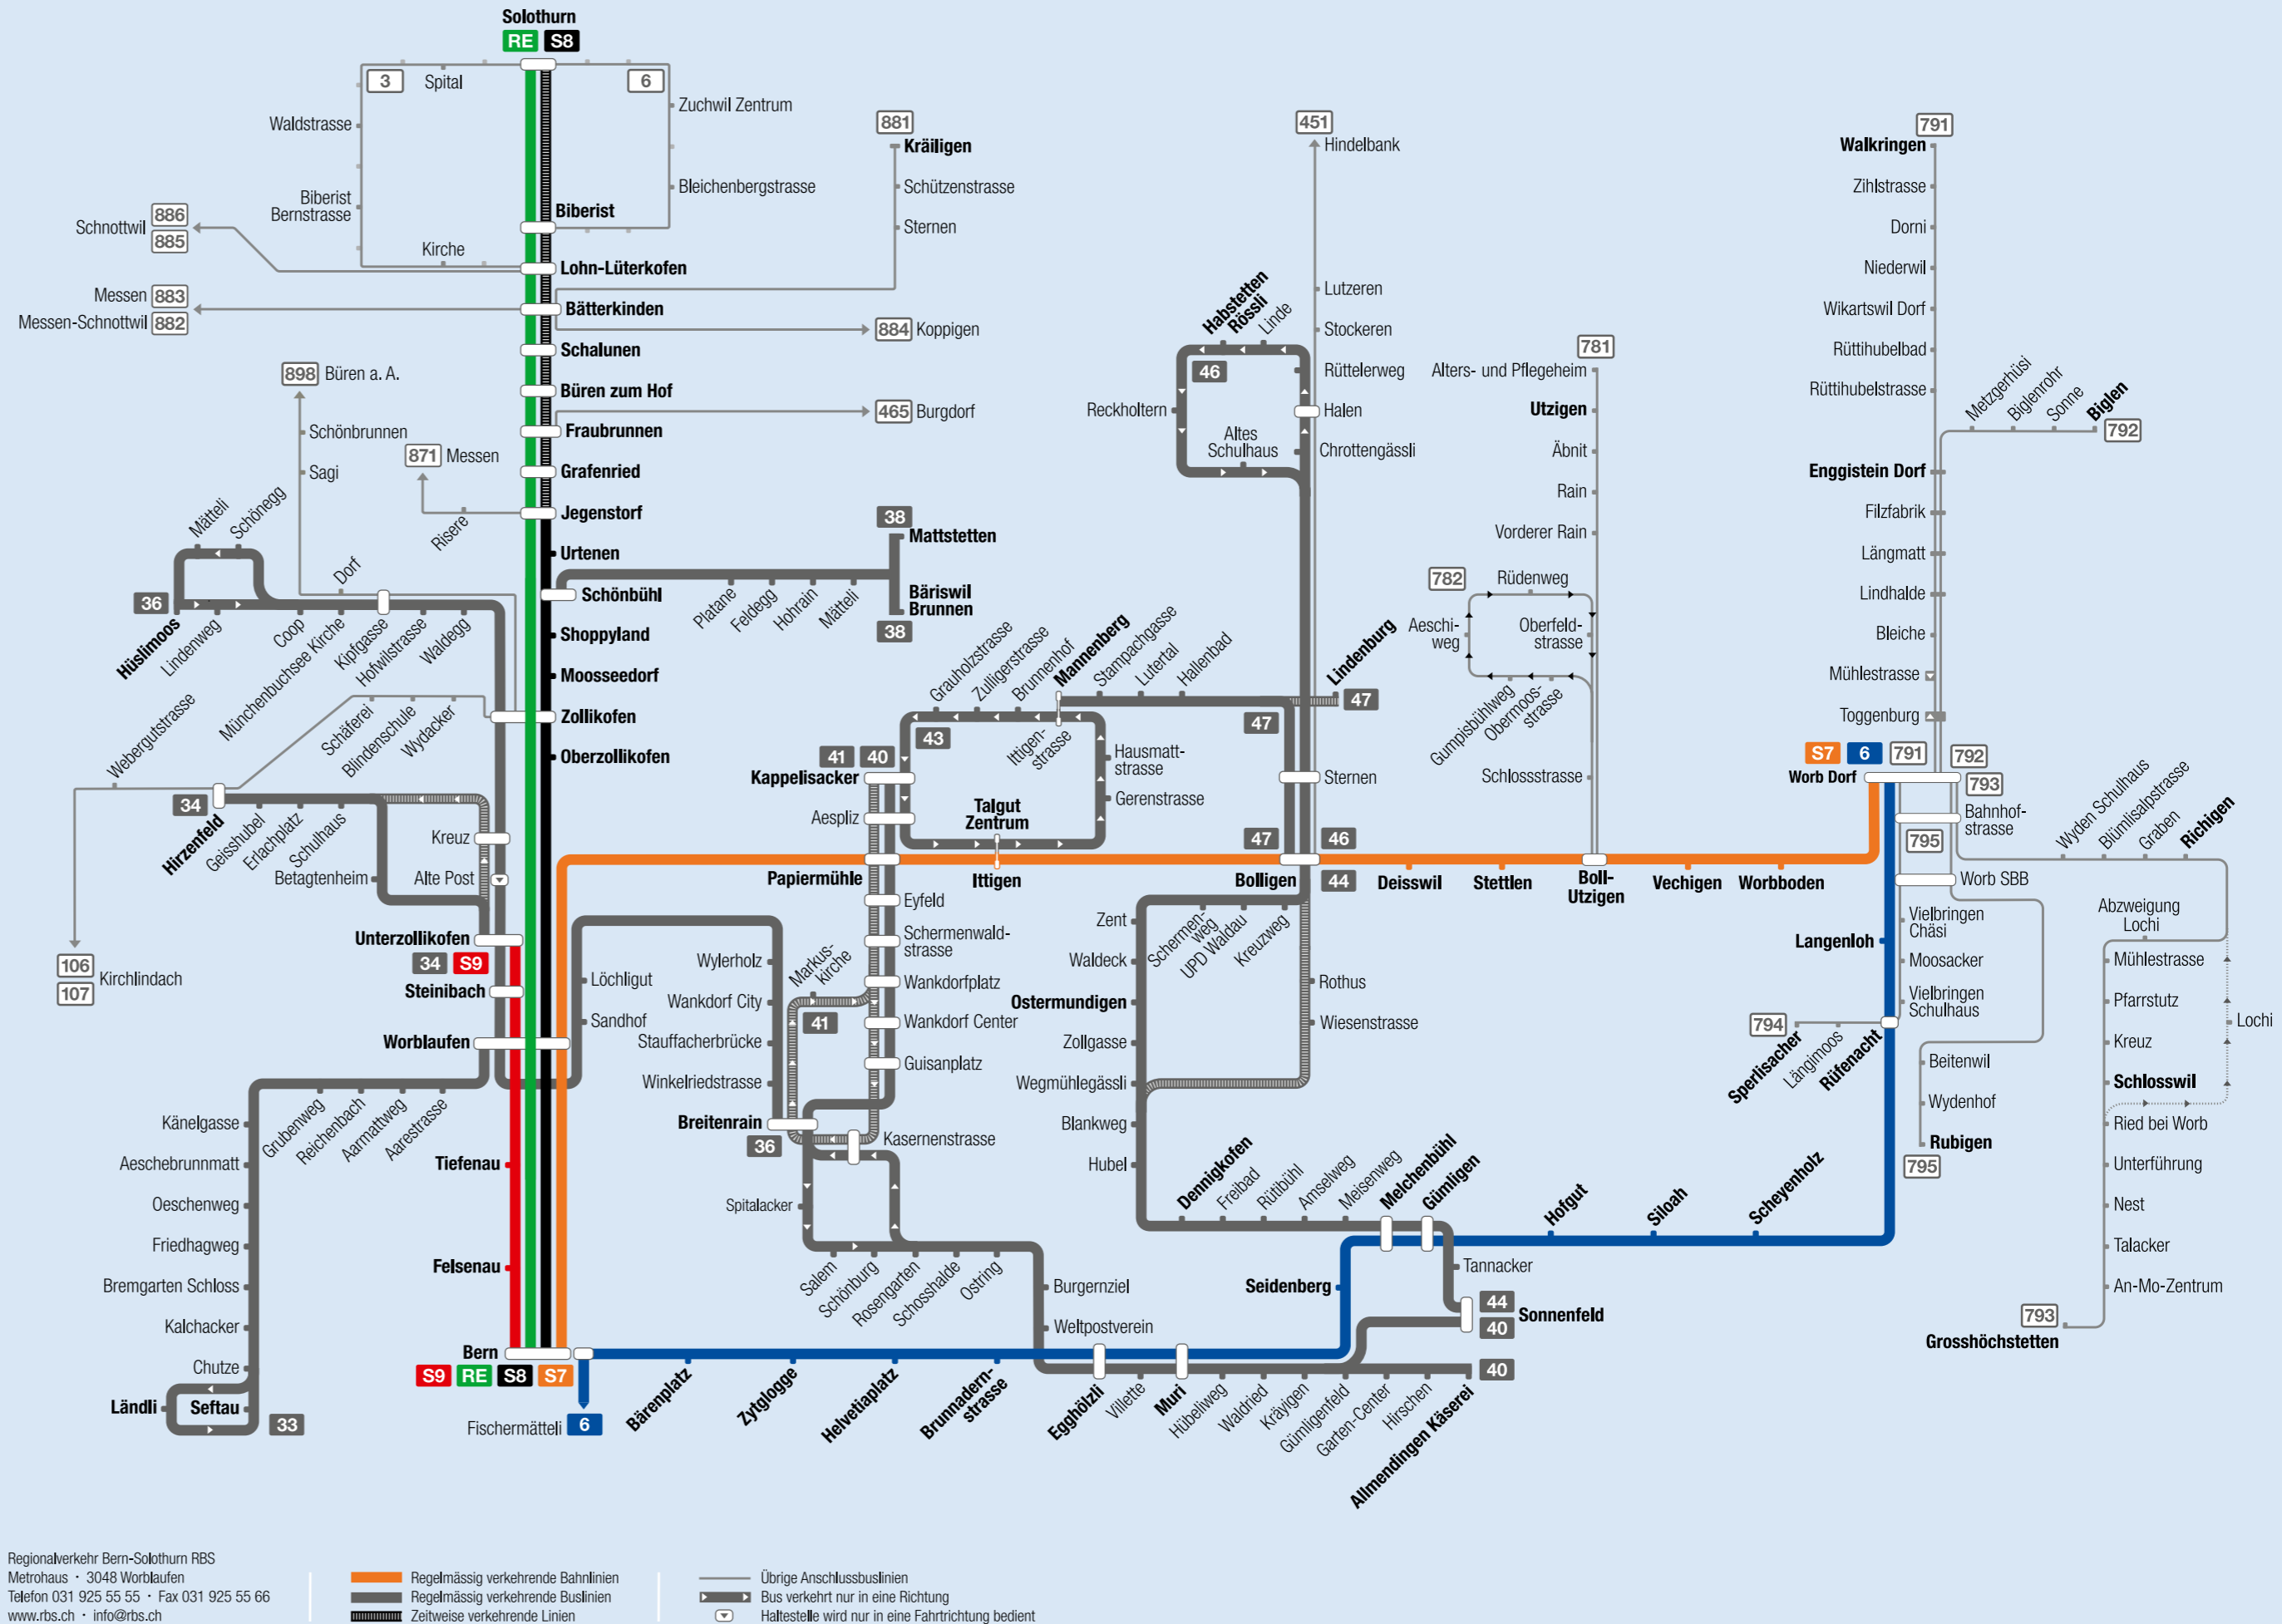 Solothurn
RE S8
3
Spital
6
Waldstrasse
Zuchwil Zentrum
Biberist
Bernstrasse
Bleichenbergstrasse
Biberist
Kirche
886
Schnottwil
885
Lohn-Lüterkofen
Messen 883
Messen-Schnottwil 882
Bätterkinden
881
Kräiligen
Schützenstrasse
Sternen
884 Koppigen
Schalunen
Büren zum Hof
465 Burgdorf
Fraubrunnen
Grafenried
898 Büren a. A.
Schönbrunnen
Sagi
871 Messen
Risere
Jegenstorf
Urtenen
Schönbühl
Shoppyland
Moosseedorf
Zollikofen
Oberzollikofen
38
Mattstetten
Bäriswil
Brunnen
38
Platane
Feldegg
Hohrain
Mätteli
Mätteli
Schönegg
36
Hüslimoos
Lindenweg
Coop
Dorf
Münchenbuchsee Kirche
Kipfgasse
Hofwilstrasse
Waldegg
Webergutstrasse
Schäferei
Blindenschule
Wydacker
34
Hirzenfeld
Geisshubel
Erlachplatz
Schulhaus
Betagtenheim
Kreuz
Alte Post
106
Kirchlindach
107
Unterzollikofen
34 S9
Steinibach
Worblaufen
Grubenweg
Reichenbach
Aarmattweg
Aarestrasse
Känelgasse
Aeschebrunnmatt
Oeschenweg
Friedhagweg
Bremgarten Schloss
Kalchacker
Chutze
Ländli
Seftau
33
Tiefenau
Felsenau
Bern
S9 RE S8 S7
Fischermätteli 6
Löchligut
Sandhof
Wylerholz
Wankdorf City
Stauffacherbrücke
Winkelriedstrasse
Breitenrain
36
Markus-
kirche
41
Spitalacker
Kasernenstrasse
Salem
Schönburg
Rosengarten
Schosshalde
Ostring
Burgernziel
Weltpostverein
41 40
Kappelisacker
Aespliz
Papiermühle
Eyfeld
Schermenwald-
strasse
Wankdorfplatz
Wankdorf Center
Guisanplatz
43
Grauholzstrasse
Zulligerstrasse
Brunnenhof
Mannenberg
Stampachgasse
Lutertal
Hallenbad
Ittigen-
strasse
Hausmatt-
strasse
Gerenstrasse
Talgut
Zentrum
Ittigen
47
Lindenburg
47
451
Hindelbank
Lutzeren
Stockeren
Rüttelerweg
Halen
Chrottengässli
Habstetten
Rössli
Linde
46
Reckholtern
Altes
Schulhaus
Sternen
47
46
Bolligen
44
Deisswil
Stettlen
Boll-
Utzigen
Vechigen
Worbboden
781
Alters- und Pflegeheim
Utzigen
Äbnit
Rain
Vorderer Rain
782
Rüdenweg
Aeschi-
weg
Oberfeld-
strasse
Gumpisbühlweg
Obermoos-
strasse
Schlossstrasse
Zent
Waldeck
Ostermundigen
Zollgasse
Wegmühlegässli
Blankweg
Hubel
Schermen-
weg
UPD Waldau
Kreuzweg
Rothus
Wiesenstrasse
Dennigkofen
Freibad
Rütibühl
Amselweg
Meisenweg
Melchenbühl
Gümligen
Hofgut
Siloah
Scheyenholz
Tannacker
44
Sonnenfeld
40
40
Seidenberg
Bärenplatz
Zytglogge
Helvetiaplatz
Brunnadern-
strasse
Egghölzli
Villette
Muri
Hübeliweg
Waldried
Kräyigen
Gümligenfeld
Garten-Center
Hirschen
Allmendingen Käserei
791
Walkringen
Zihlstrasse
Dorni
Niederwil
Wikartswil Dorf
Rüttihubelbad
Rüttihubelstrasse
Metzgerhüsi
Biglenrohr
Sonne
Biglen
792
Enggistein Dorf
Filzfabrik
Längmatt
Lindhalde
Bleiche
Mühlestrasse
Toggenburg
S7 6 791 792
Worb Dorf
793
Bahnhof-
strasse
795
Worb SBB
Wyden Schulhaus
Blümlisalpstrasse
Graben
Richigen
Langenloh
Vielbringen
Chäsi
Moosacker
Vielbringen
Schulhaus
794
Sperlisacher
Längimoos
Rüfenacht
Beitenwil
Wydenhof
Rubigen
795
Abzweigung
Lochi
Mühlestrasse
Pfarrstutz
Kreuz
Schlosswil
Lochi
Ried bei Worb
Unterführung
Nest
Talacker
An-Mo-Zentrum
793
Grosshöchstetten
Regionalverkehr Bern-Solothurn RBS
Metrohaus · 3048 Worblaufen
Telefon 031 925 55 55 · Fax 031 925 55 66
www.rbs.ch · info@rbs.ch
Regelmässig verkehrende Bahnlinien
Regelmässig verkehrende Buslinien
Zeitweise verkehrende Linien
Übrige Anschlussbuslinien
Bus verkehrt nur in eine Richtung
Haltestelle wird nur in eine Fahrtrichtung bedient